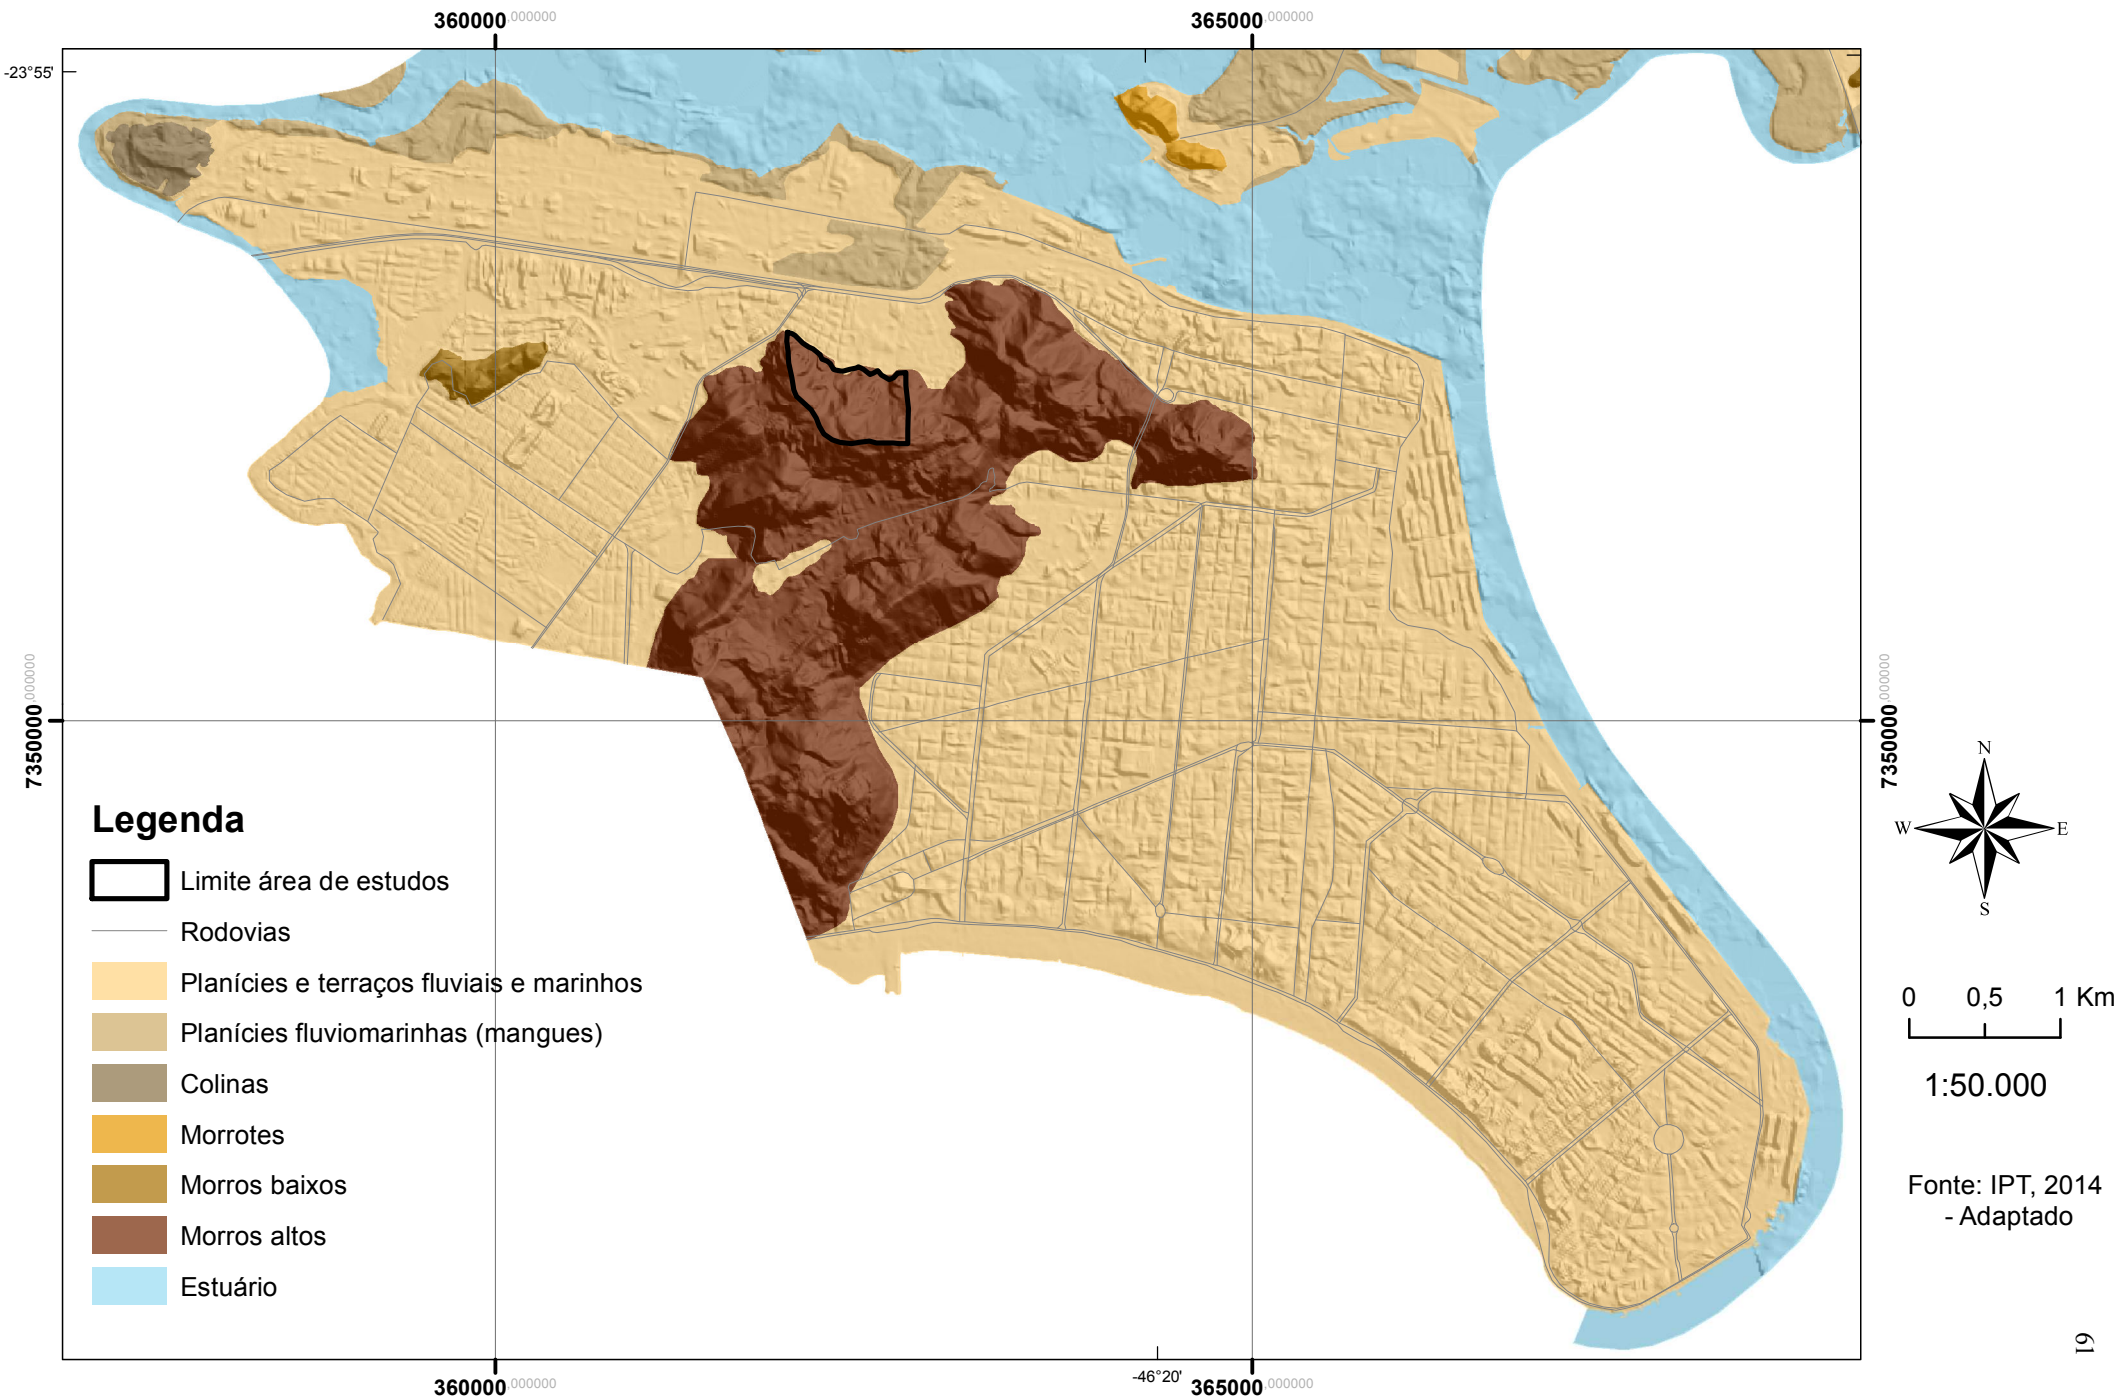 360000,000000
365000,000000
-23°55'
7350000,000000
7350000,000000
Legenda
Limite área de estudos
Rodovias
Planícies e terraços fluviais e marinhos
Planícies fluviomarinhas (mangues)
Colinas
Morrotes
Morros baixos
Morros altos
Estuário
N
W
E
S
0 0,5 1 Km
1:50.000
Fonte: IPT, 2014
- Adaptado
61
-46°20'
360000,000000
365000,000000